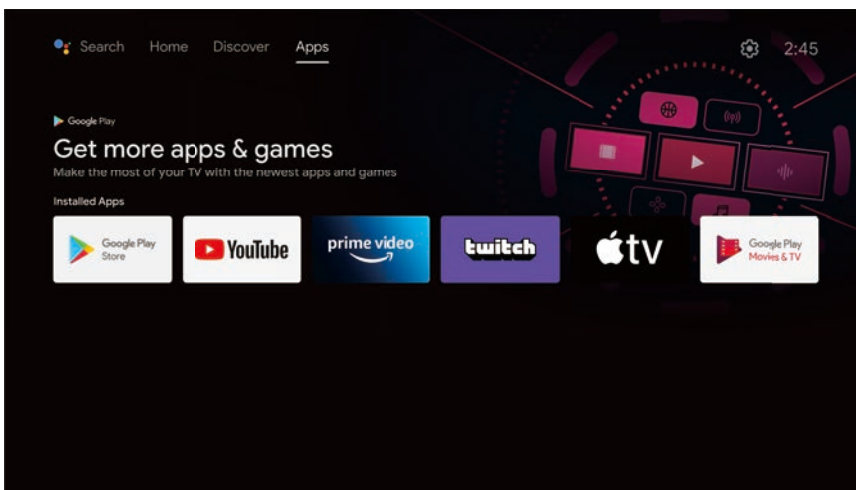 Search Home Discover Apps 2:45
Google Play
Get more apps & games
Make the most of your TV with the newest apps and games
Installed Apps
Google Play
Store
YouTube
prime video
twitch
tv
Google Play
Movies & TV